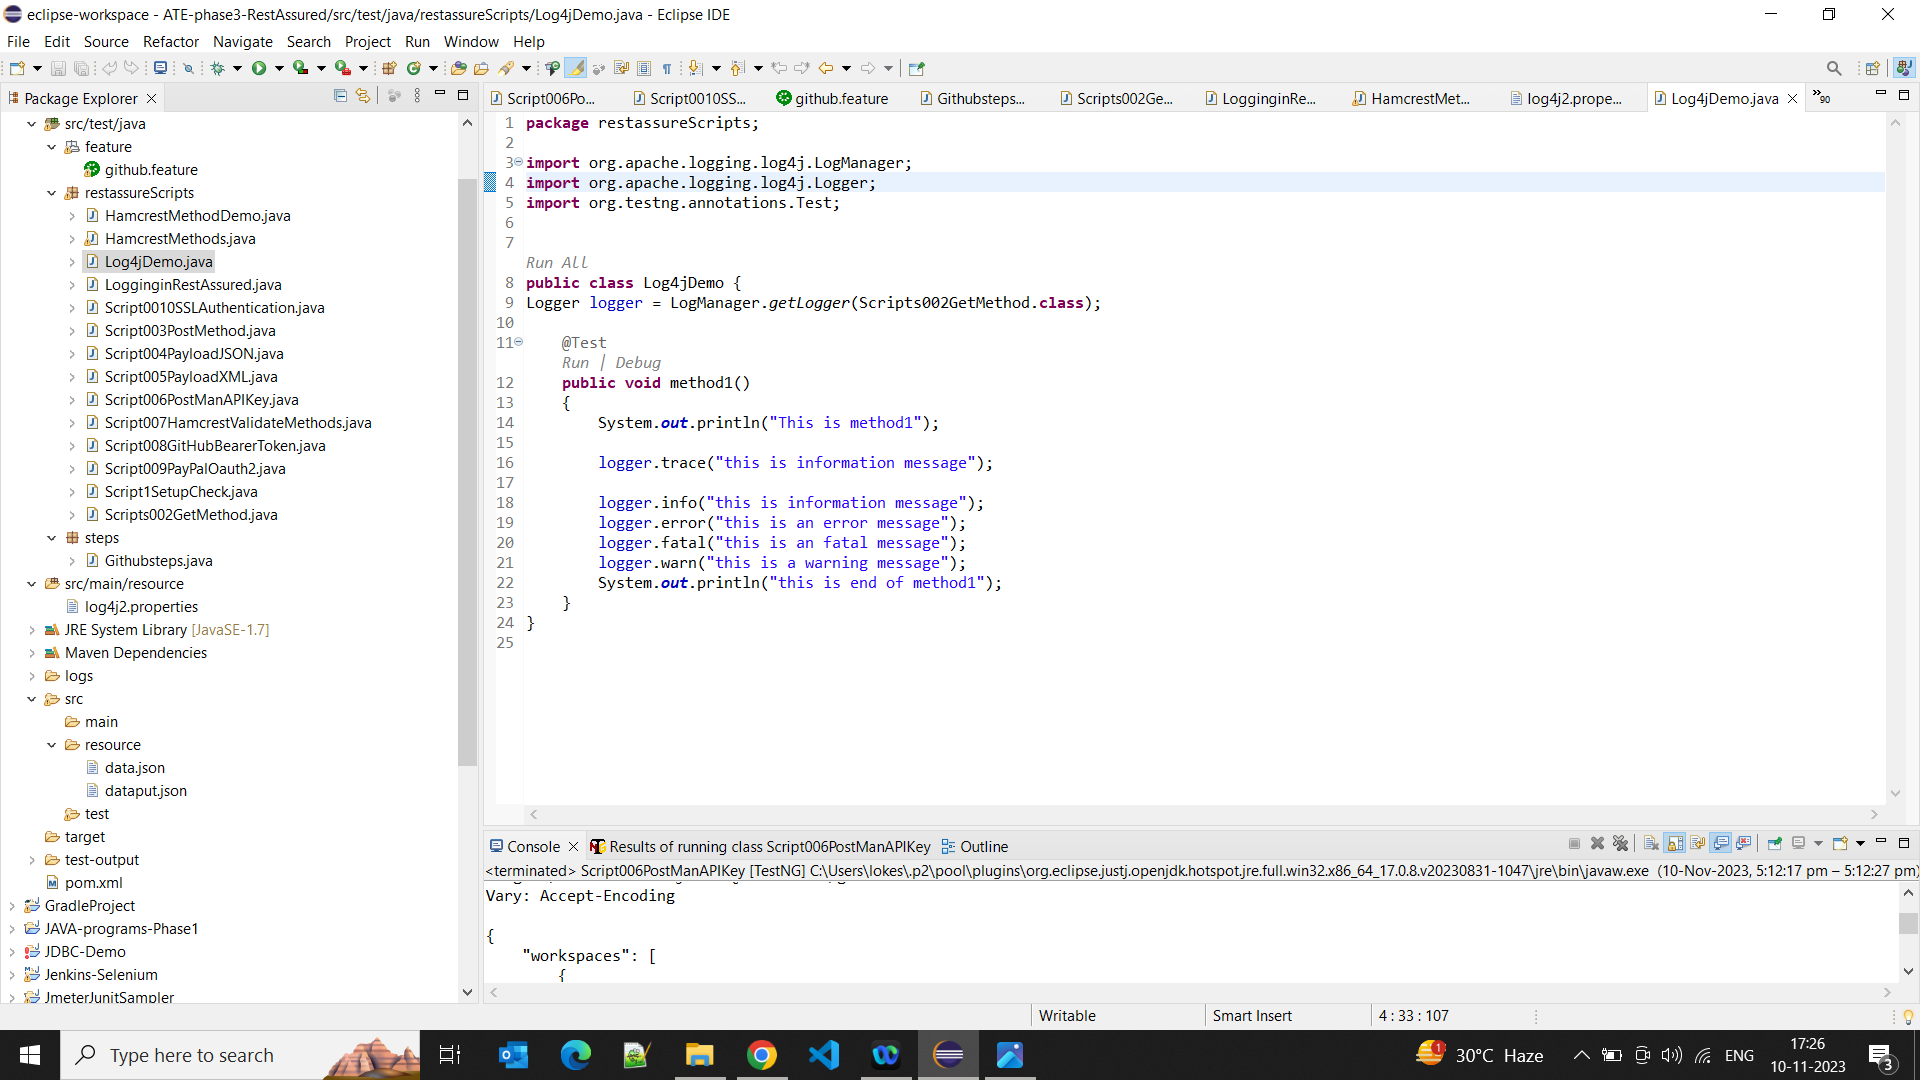 eclipse-workspace - ATE-phase3-RestAssured/src/test/java/restassureScripts/Log4jDemo.java - Eclipse IDE
File Edit Source Refactor Navigate Search Project Run Window Help
Package Explorer
src/test/java
feature
github.feature
restassureScripts
HamcrestMethodDemo.java
HamcrestMethods.java
Log4jDemo.java
LogginginRestAssured.java
Script0010SSLAuthentication.java
Script003PostMethod.java
Script004PayloadJSON.java
Script005PayloadXML.java
Script006PostManAPIKey.java
Script007HamcrestValidateMethods.java
Script008GitHubBearerToken.java
Script009PayPalOauth2.java
Script1SetupCheck.java
Scripts002GetMethod.java
steps
Githubsteps.java
src/main/resource
log4j2.properties
JRE System Library [JavaSE-1.7]
Maven Dependencies
logs
src
main
resource
data.json
dataput.json
test
target
test-output
pom.xml
GradleProject
JAVA-programs-Phase1
JDBC-Demo
Jenkins-Selenium
JmeterJunitSampler
Script006Po... Script0010SS... github.feature Githubsteps... Scripts002Ge... LogginginRe... HamcrestMet... log4j2.prope... Log4jDemo.java »90
1 package restassureScripts;
2
3 import org.apache.logging.log4j.LogManager;
4 import org.apache.logging.log4j.Logger;
5 import org.testng.annotations.Test;
6
7
Run All
8 public class Log4jDemo {
9 Logger logger = LogManager.getLogger(Scripts002GetMethod.class);
10
11 @Test
Run | Debug
12 public void method1()
13 {
14 System.out.println("This is method1");
15
16 logger.trace("this is information message");
17
18 logger.info("this is information message");
19 logger.error("this is an error message");
20 logger.fatal("this is an fatal message");
21 logger.warn("this is a warning message");
22 System.out.println("this is end of method1");
23 }
24 }
25
Console Results of running class Script006PostManAPIKey Outline
<terminated> Script006PostManAPIKey [TestNG] C:\Users\lokes\.p2\pool\plugins\org.eclipse.justj.openjdk.hotspot.jre.full.win32.x86_64_17.0.8.v20230831-1047\jre\bin\javaw.exe (10-Nov-2023, 5:12:17 pm – 5:12:27 pm)
Vary: Accept-Encoding
{
"workspaces": [
{
Writable Smart Insert 4 : 33 : 107
Type here to search
1 30°C Haze ENG
17:26
10-11-2023
3